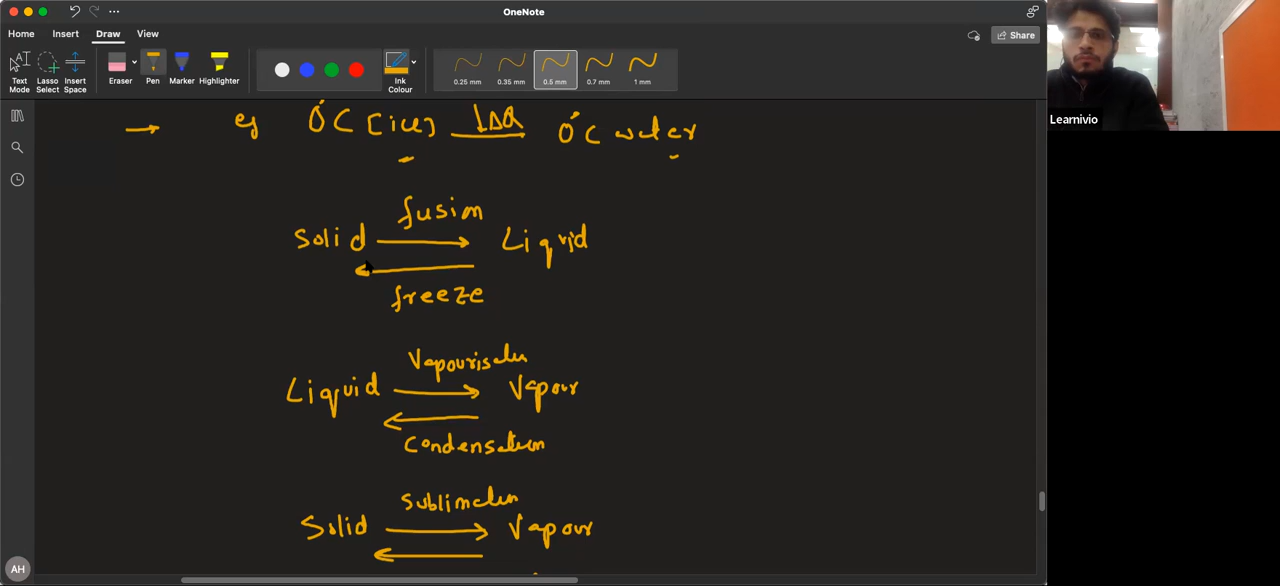 OneNote
Home Insert Draw View
Share
Text Mode
Lasso Select
Insert Space
Eraser
Pen
Marker
Highlighter
Ink Colour
0.25 mm
0.35 mm
0.5 mm
0.7 mm
1 mm
Learnivio
→ eg 0°C [ice] 0°C water
fusion
Solid → Liquid
←
freeze
Liquid → Vapour
←
Condensation
Sublimation
Solid → Vapour
←
AH